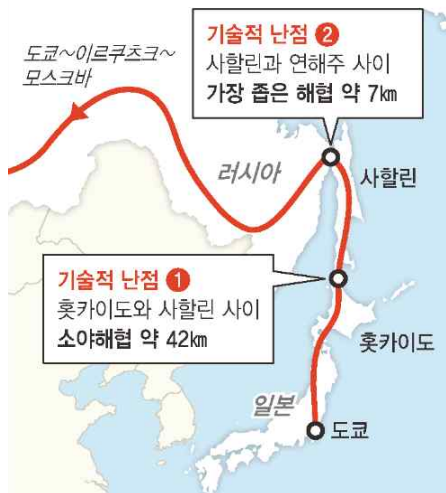 도쿄~이르쿠츠크~
모스크바
기술적 난점 ❷
사할린과 연해주 사이
가장 좁은 해협 약 7㎞
러시아
사할린
기술적 난점 ❶
홋카이도와 사할린 사이
소야해협 약 42㎞
홋카이도
일본
도쿄